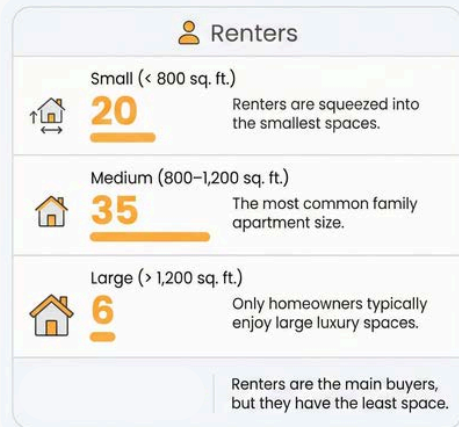 Renters
Small (< 800 sq. ft.)
20
Renters are squeezed into
the smallest spaces.
Medium (800–1,200 sq. ft.)
35
The most common family
apartment size.
Large (> 1,200 sq. ft.)
6
Only homeowners typically
enjoy large luxury spaces.
Renters are the main buyers,
but they have the least space.